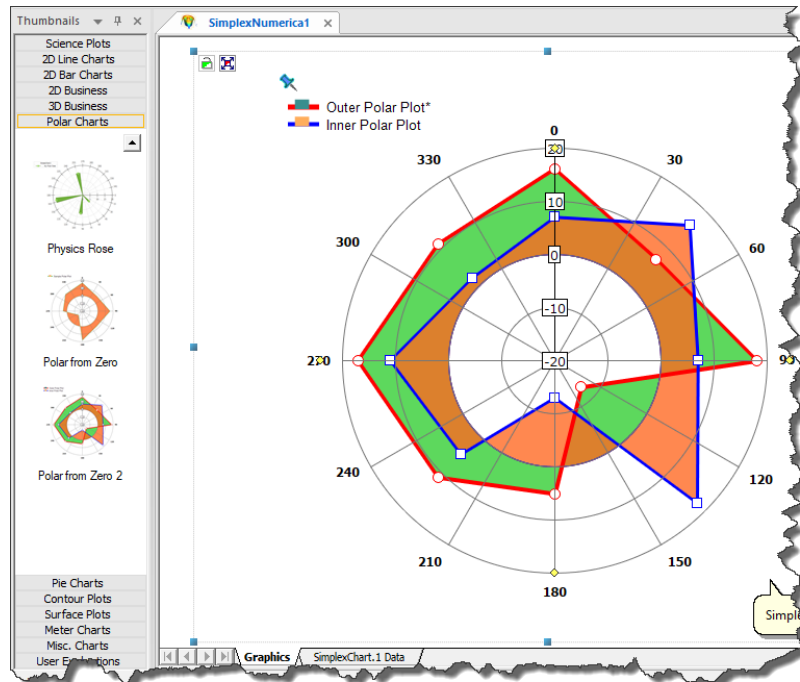 Thumbnails
SimplexNumerica1
Science Plots
2D Line Charts
2D Bar Charts
2D Business
3D Business
Polar Charts
Physics Rose
Polar from Zero
Polar from Zero 2
Pie Charts
Contour Plots
Surface Plots
Meter Charts
Misc. Charts
Outer Polar Plot*
Inner Polar Plot
0
30
60
120
150
180
210
240
270
300
330
20
10
0
-10
-20
Simple
Graphics
SimplexChart.1 Data